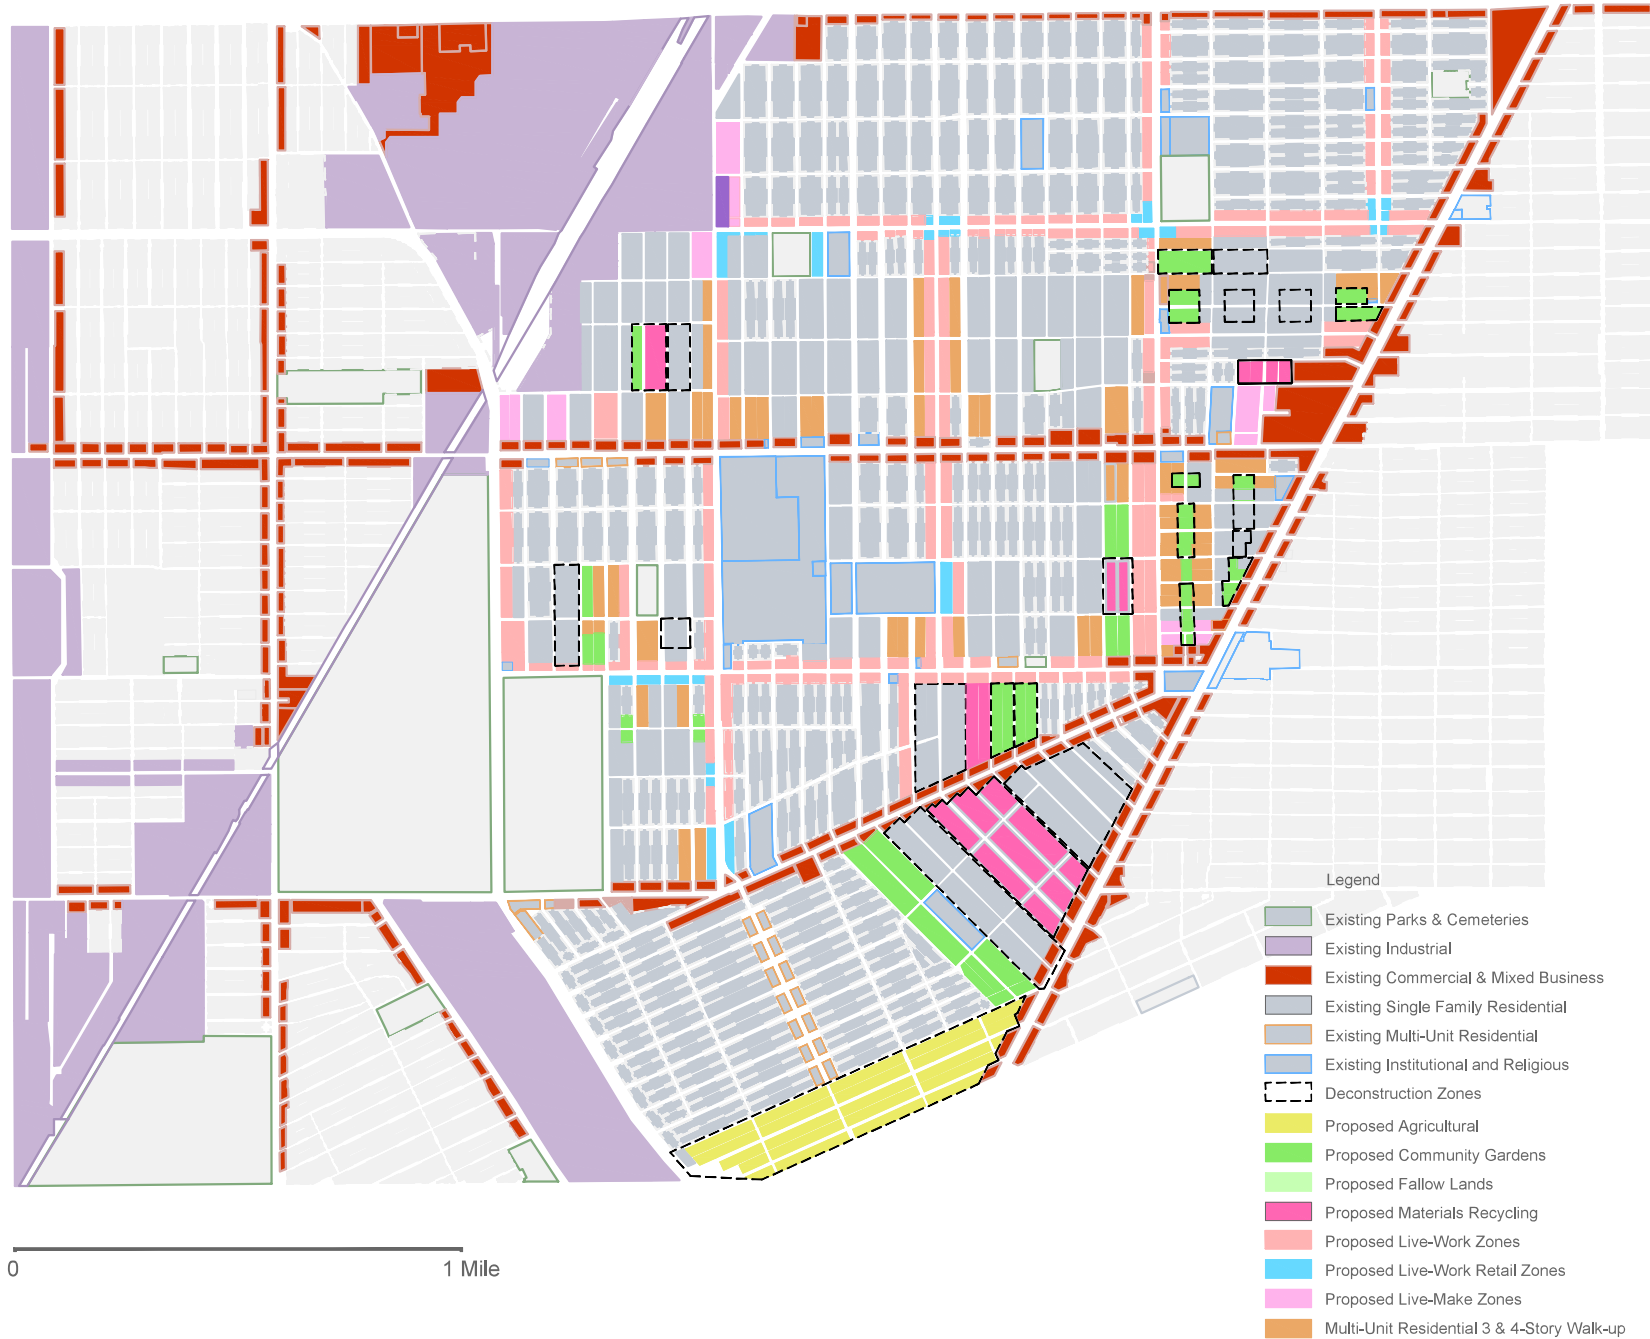 Legend
Existing Parks & Cemeteries
Existing Industrial
Existing Commercial & Mixed Business
Existing Single Family Residential
Existing Multi-Unit Residential
Existing Institutional and Religious
Deconstruction Zones
Proposed Agricultural
Proposed Community Gardens
Proposed Fallow Lands
Proposed Materials Recycling
Proposed Live-Work Zones
Proposed Live-Work Retail Zones
Proposed Live-Make Zones
Multi-Unit Residential 3 & 4-Story Walk-up
0 1 Mile